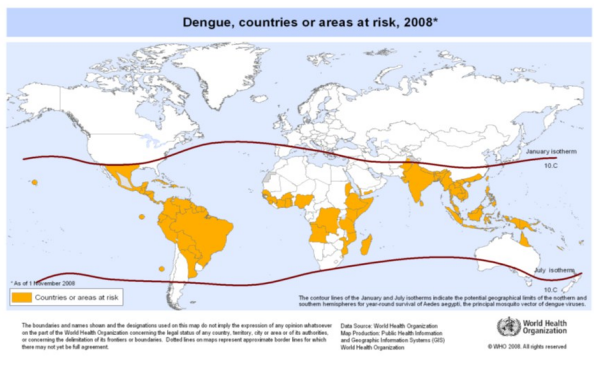 Dengue, countries or areas at risk, 2008*
January isotherm
10.C
July isotherm
10.C
* As of 1 November 2008
Countries or areas at risk
The contour lines of the January and July isotherms indicate the potential geographical limits of the northern and
southern hemispheres for year-round survival of Aedes aegypti, the principal mosquito vector of dengue viruses.
The boundaries and names shown and the designations used on this map do not imply the expression of any opinion whatsoever
on the part of the World Health Organization concerning the legal status of any country, territory, city or area or of its authorities,
or concerning the delimitation of its frontiers or boundaries. Dotted lines on maps represent approximate border lines for which
there may not yet be full agreement.
Data Source: World Health Organization
Map Production: Public Health Information
and Geographic Information Systems (GIS)
World Health Organization
World Health
Organization
© WHO 2008. All rights reserved